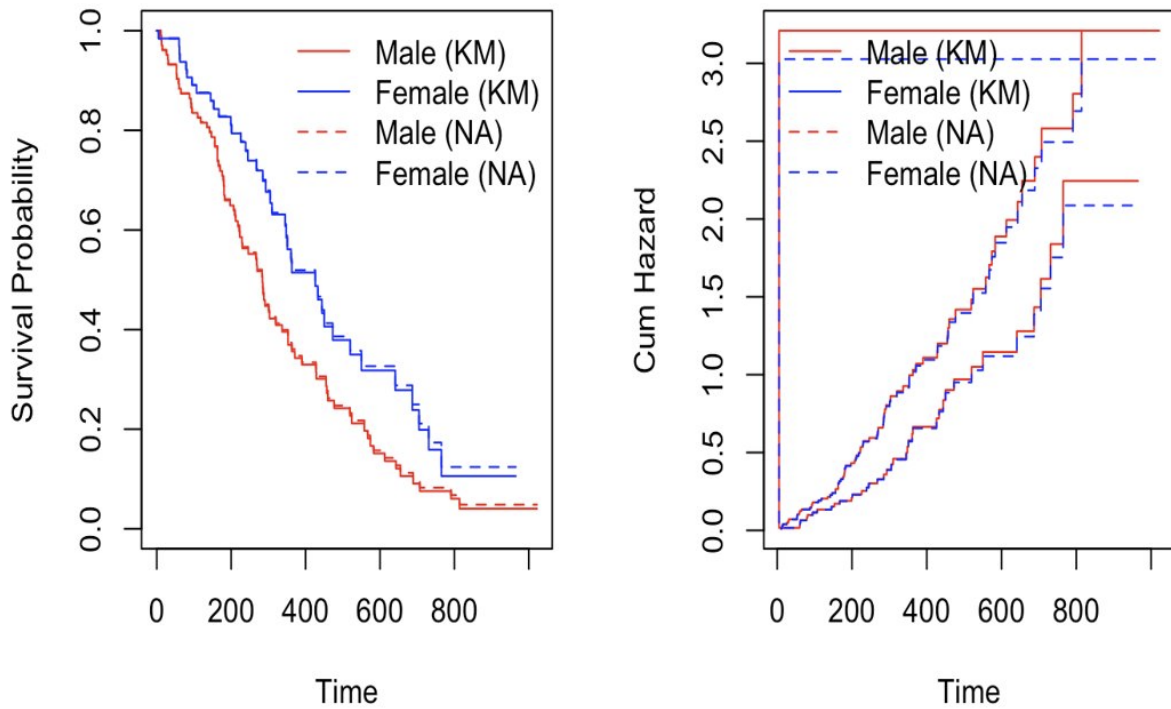 Survival Probability
1.0
0.8
0.6
0.4
0.2
0.0
Male (KM)
Female (KM)
Male (NA)
Female (NA)
0 200 400 600 800
Time
Cum Hazard
3.0
2.5
2.0
1.5
1.0
0.5
0.0
Male (KM)
Female (KM)
Male (NA)
Female (NA)
0 200 400 600 800
Time